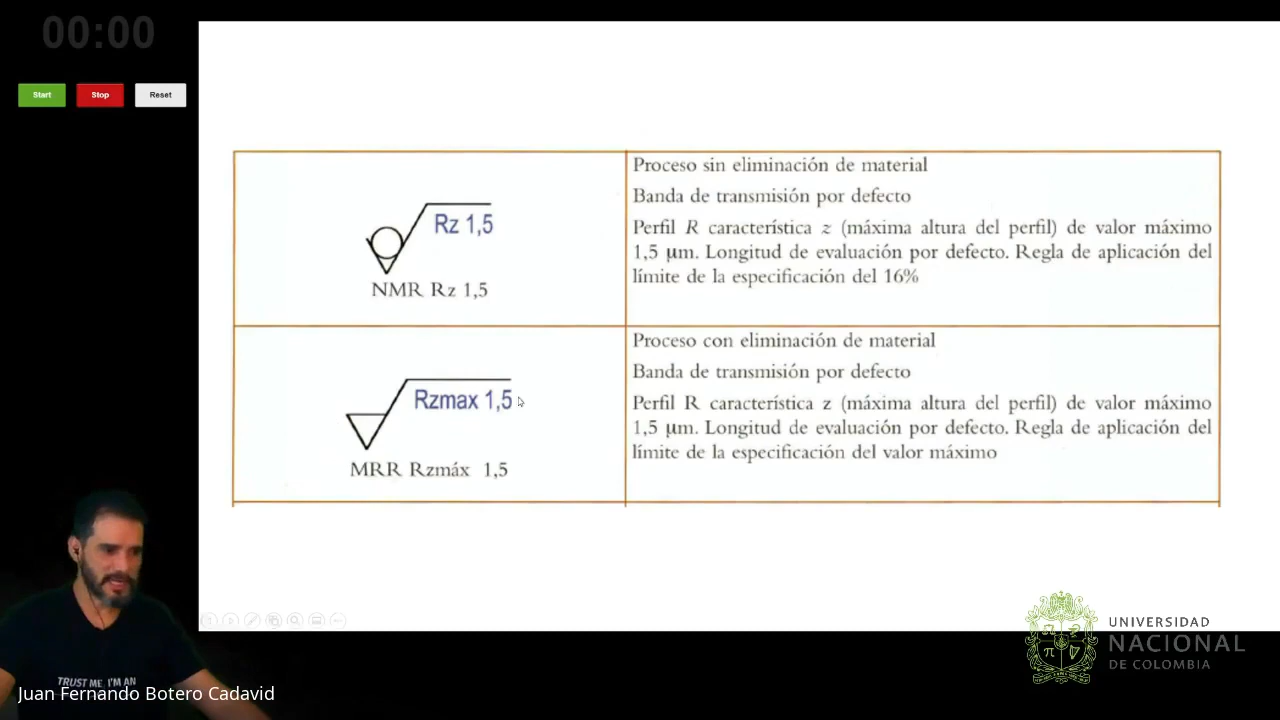 00:00
Start
Stop
Reset
Rz 1,5
NMR Rz 1,5
Proceso sin eliminación de material
Banda de transmisión por defecto
Perfil R característica z (máxima altura del perfil) de valor máximo
1,5 µm. Longitud de evaluación por defecto. Regla de aplicación del
límite de la especificación del 16%
Rzmax 1,5
MRR Rzmáx 1,5
Proceso con eliminación de material
Banda de transmisión por defecto
Perfil R característica z (máxima altura del perfil) de valor máximo
1,5 µm. Longitud de evaluación por defecto. Regla de aplicación del
límite de la especificación del valor máximo
TRUST ME, I'M AN
Juan Fernando Botero Cadavid
UNIVERSIDAD
NACIONAL
DE COLOMBIA